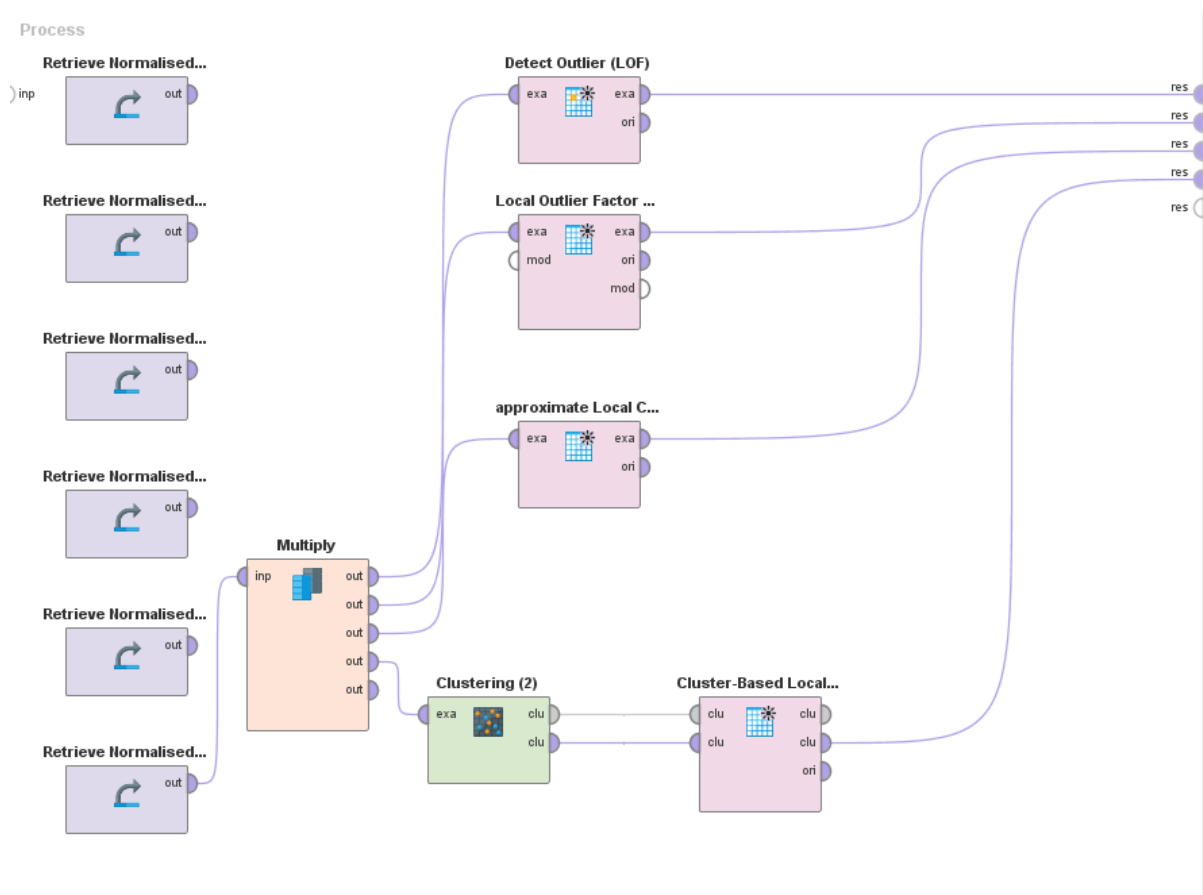 Process
Retrieve Normalised...
inp
out
Detect Outlier (LOF)
exa
exa
ori
res
res
res
res
res
Retrieve Normalised...
out
Local Outlier Factor ...
exa
exa
mod
ori
mod
Retrieve Normalised...
out
approximate Local C...
exa
exa
ori
Retrieve Normalised...
out
Multiply
inp
out
out
out
out
out
Retrieve Normalised...
out
Clustering (2)
exa
clu
clu
Cluster-Based Local...
clu
clu
clu
clu
ori
Retrieve Normalised...
out